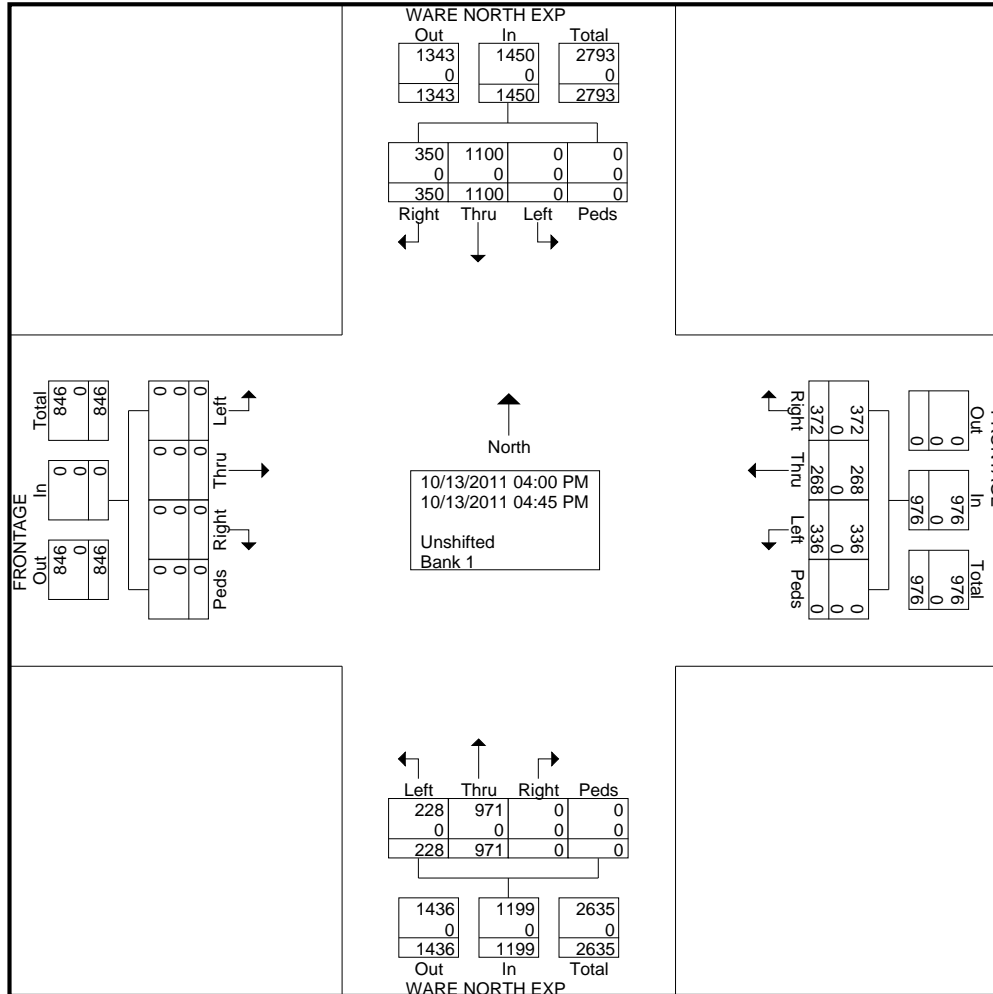 WARE NORTH EXP
Out In Total
1343 1450 2793
0 0 0
1343 1450 2793
350 1100 0 0
0 0 0 0
350 1100 0 0
Right Thru Left Peds
FRONTAGE
Total In Out
846 0 846
0 0 0
846 0 846
0 0 0 0
0 0 0 0
0 0 0 0
Left Thru Right Peds
North
10/13/2011 04:00 PM
10/13/2011 04:45 PM
Unshifted
Bank 1
Right Thru Left Peds
372 268 336 0
0 0 0 0
372 268 336 0
0 976 976
0 0 0
0 976 976
Out In Total
Left Thru Right Peds
228 971 0 0
0 0 0 0
228 971 0 0
1436 1199 2635
0 0 0
1436 1199 2635
Out In Total
WARE NORTH EXP